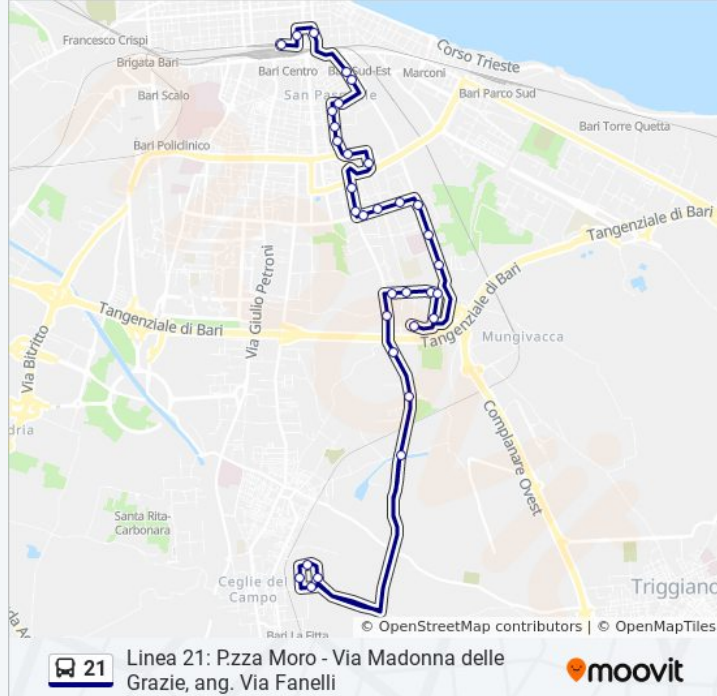 Francesco Crispi
Corso Trieste
Brigata Bari
Bari Centro
Bari Sud-Est
Marconi
Bari Scalo
San Pasquale
Bari Parco Sud
Bari Torre Quetta
Bari Policlinico
Tangenziale di Bari
Via Giulio Petroni
Tangenziale di Bari
Tangenziale di Bari
Mungivacca
Via Bitritto
Complanare Ovest
Santa Rita-
Carbonara
Ceglie del
Campo
Triggiano
Bari La Fitta
© OpenStreetMap contributors | © OpenMapTiles
21
Linea 21: P.zza Moro - Via Madonna delle
Grazie, ang. Via Fanelli
moovit